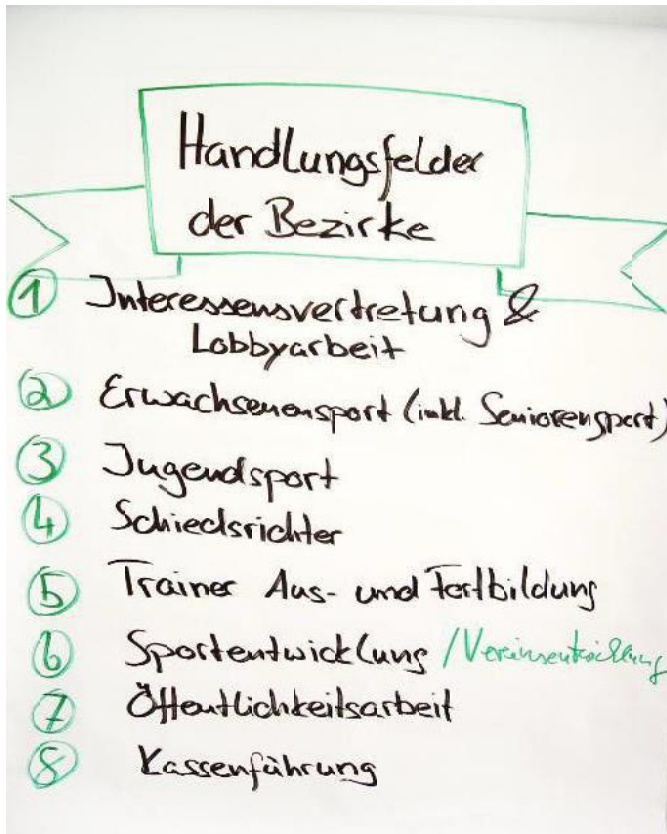 Handlungsfelder
der Bezirke
1 Interessensvertretung &
Lobbyarbeit
2 Erwachsenensport (inkl. Seniorensport)
3 Jugendsport
4 Schiedsrichter
5 Trainer Aus- und Fortbildung
6 Sportentwicklung / Vereinsentwicklung
7 Öffentlichkeitsarbeit
8 Kassenführung